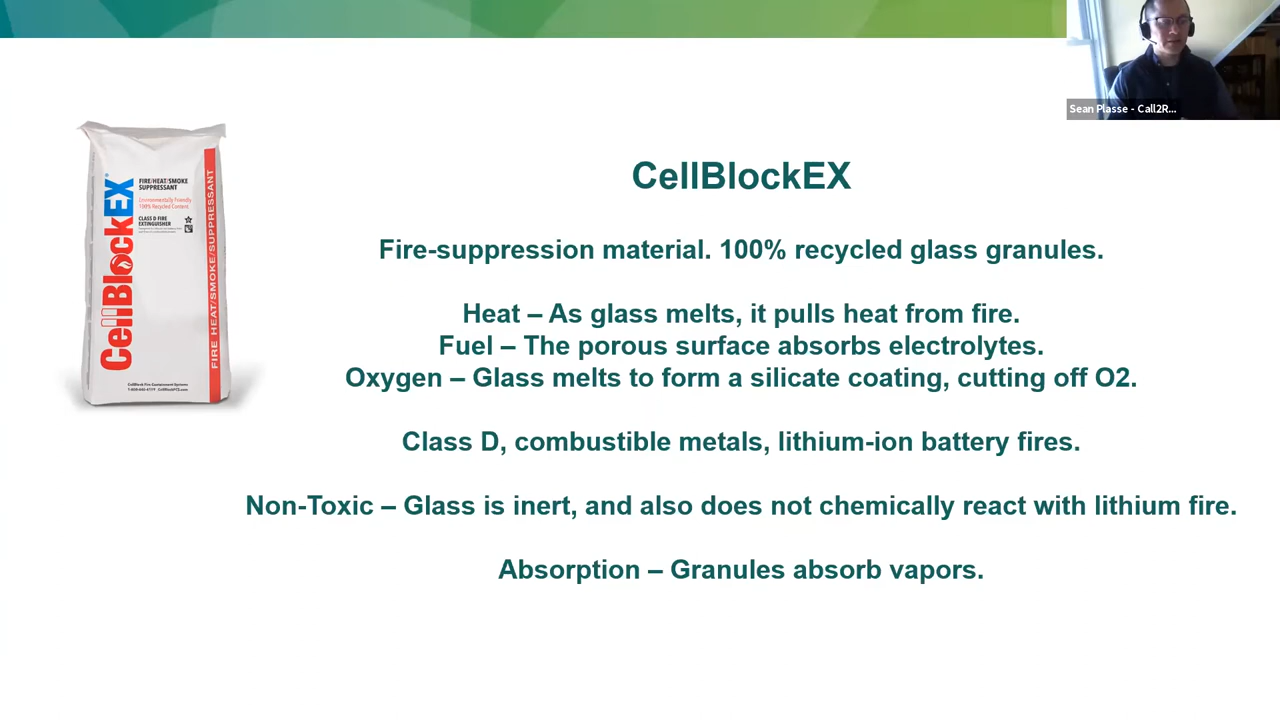 Sean Plasse - Call2R...
CellBlockEX
FIRE/HEAT/SMOKE
SUPPRESSANT
Environmentally Friendly
100% Recycled Content
CLASS D FIRE
EXTINGUISHER
FIRE HEAT/SMOKE/SUPPRESSANT
CellBlock Fire Containment Systems
CellBlockEX
Fire-suppression material. 100% recycled glass granules.
Heat – As glass melts, it pulls heat from fire.
Fuel – The porous surface absorbs electrolytes.
Oxygen – Glass melts to form a silicate coating, cutting off O2.
Class D, combustible metals, lithium-ion battery fires.
Non-Toxic – Glass is inert, and also does not chemically react with lithium fire.
Absorption – Granules absorb vapors.